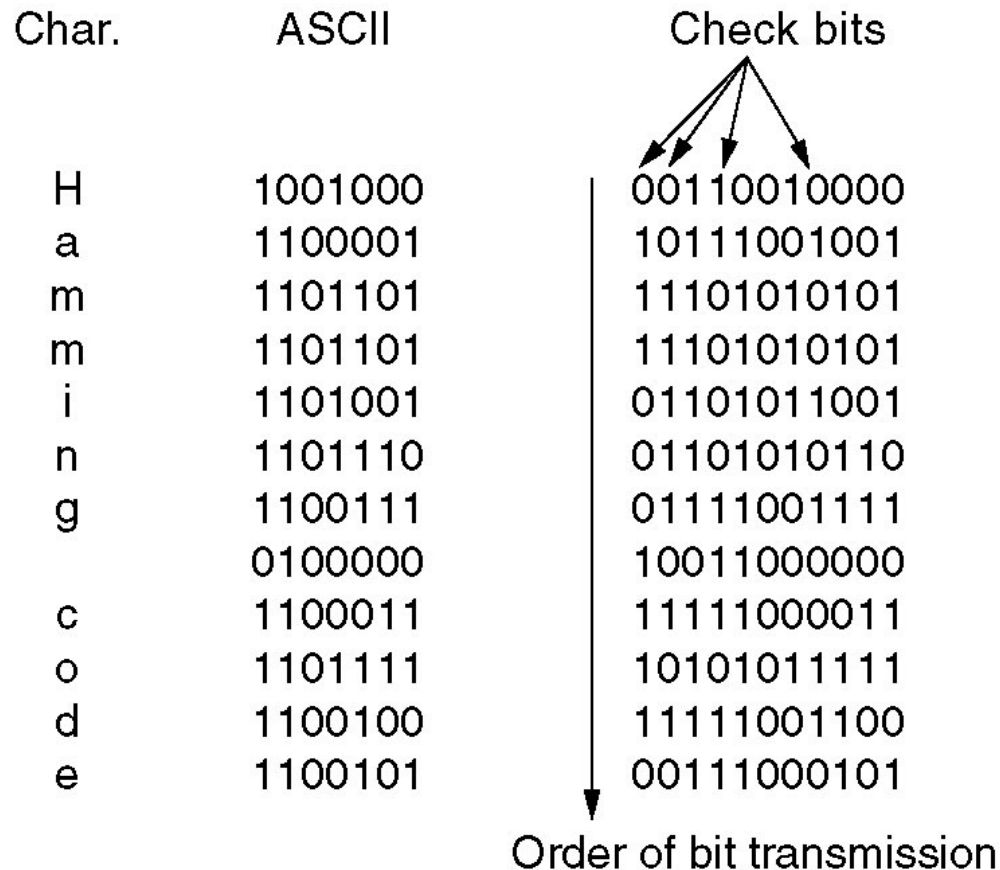 Char. ASCII Check bits
H 1001000 00110010000
a 1100001 10111001001
m 1101101 11101010101
m 1101101 11101010101
i 1101001 01101011001
n 1101110 01101010110
g 1100111 01111001111
0100000 10011000000
c 1100011 11111000011
o 1101111 10101011111
d 1100100 11111001100
e 1100101 00111000101
Order of bit transmission